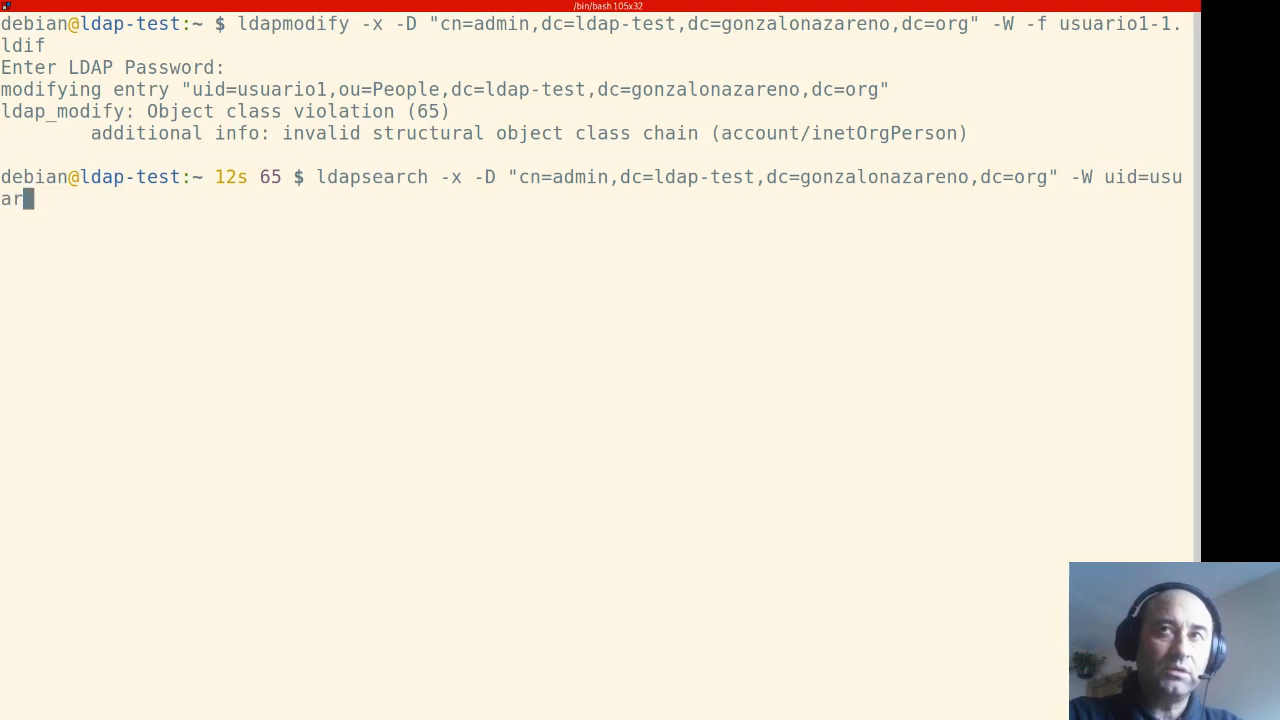 /bin/bash 105x32
debian@ldap-test:~ $ ldapmodify -x -D "cn=admin,dc=ldap-test,dc=gonzalonazareno,dc=org" -W -f usuario1-1.
ldif
Enter LDAP Password:
modifying entry "uid=usuario1,ou=People,dc=ldap-test,dc=gonzalonazareno,dc=org"
ldap_modify: Object class violation (65)
additional info: invalid structural object class chain (account/inetOrgPerson)
debian@ldap-test:~ 12s 65 $ ldapsearch -x -D "cn=admin,dc=ldap-test,dc=gonzalonazareno,dc=org" -W uid=usu
ar